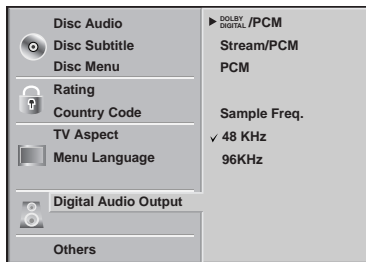 Disc Audio
Disc Subtitle
Disc Menu
Rating
Country Code
TV Aspect
Menu Language
Digital Audio Output
Others
DOLBY DIGITAL /PCM
Stream/PCM
PCM
Sample Freq.
48 KHz
96KHz